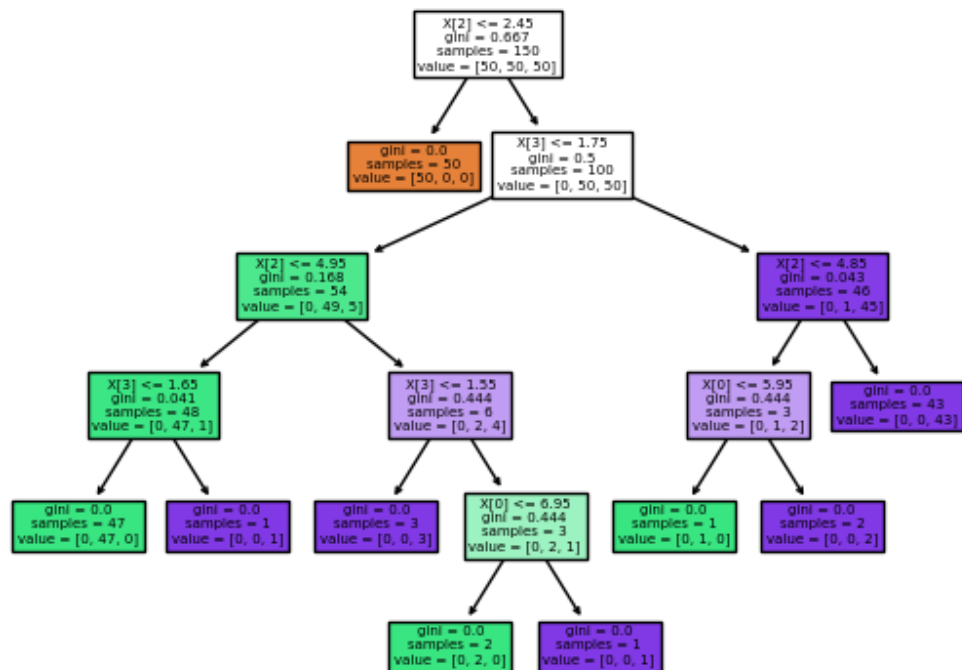 X[2] <= 2.45
gini = 0.667
samples = 150
value = [50, 50, 50]
gini = 0.0
samples = 50
value = [50, 0, 0]
X[3] <= 1.75
gini = 0.5
samples = 100
value = [0, 50, 50]
X[2] <= 4.95
gini = 0.168
samples = 54
value = [0, 49, 5]
X[2] <= 4.85
gini = 0.043
samples = 46
value = [0, 1, 45]
X[3] <= 1.65
gini = 0.041
samples = 48
value = [0, 47, 1]
X[3] <= 1.55
gini = 0.444
samples = 6
value = [0, 2, 4]
X[0] <= 5.95
gini = 0.444
samples = 3
value = [0, 1, 2]
gini = 0.0
samples = 43
value = [0, 0, 43]
gini = 0.0
samples = 47
value = [0, 47, 0]
gini = 0.0
samples = 1
value = [0, 0, 1]
gini = 0.0
samples = 3
value = [0, 0, 3]
X[0] <= 6.95
gini = 0.444
samples = 3
value = [0, 2, 1]
gini = 0.0
samples = 1
value = [0, 1, 0]
gini = 0.0
samples = 2
value = [0, 0, 2]
gini = 0.0
samples = 2
value = [0, 2, 0]
gini = 0.0
samples = 1
value = [0, 0, 1]